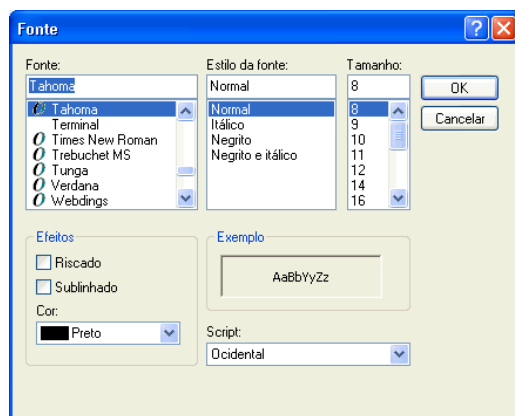 Fonte
Fonte:
Tahoma
Tahoma
Terminal
Times New Roman
Trebuchet MS
Tunga
Verdana
Webdings
Estilo da fonte:
Normal
Normal
Itálico
Negrito
Negrito e itálico
Tamanho:
8
8
9
10
11
12
14
16
OK
Cancelar
Efeitos
Riscado
Sublinhado
Cor:
Preto
Exemplo
AaBbYyZz
Script:
Ocidental